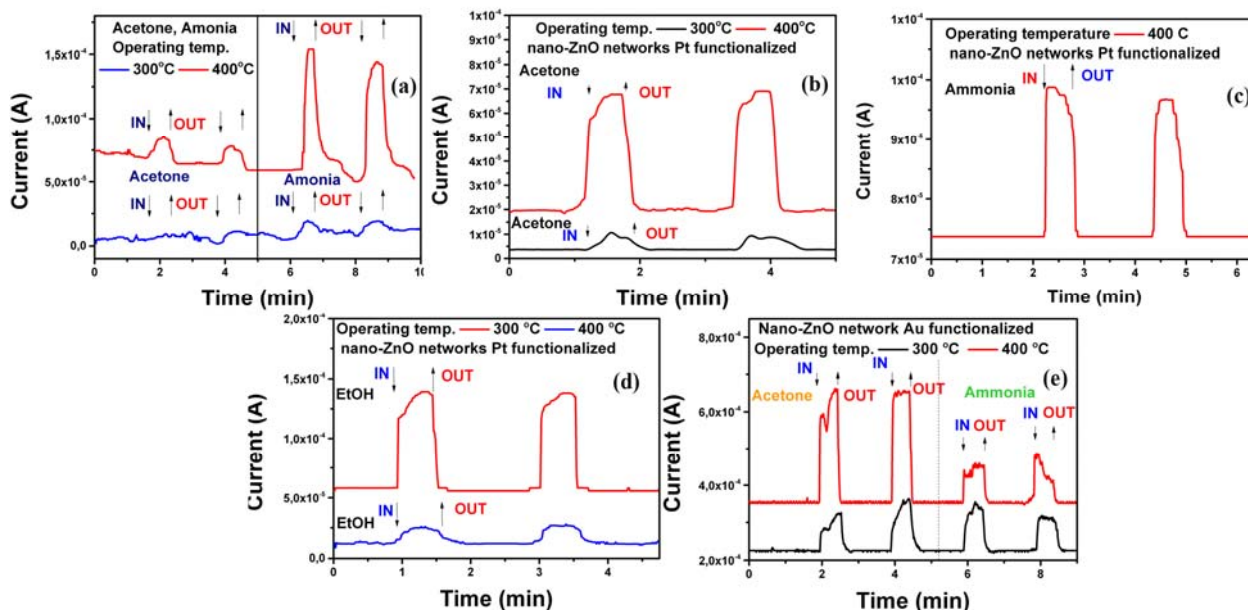 Acetone, Amonia
Operating temp.
300°C 400°C
IN OUT
(a)
IN OUT
Acetone
Amonia
IN OUT
IN OUT
Current (A)
1,5x10⁻⁴
1,0x10⁻⁴
5,0x10⁻⁵
0,0
0 2 4 6 8 10
Time (min)
Operating temp. 300°C 400°C
nano-ZnO networks Pt functionalized
Acetone
IN OUT
(b)
Acetone
IN OUT
Current (A)
1x10⁻⁴
9x10⁻⁵
8x10⁻⁵
7x10⁻⁵
6x10⁻⁵
5x10⁻⁵
4x10⁻⁵
3x10⁻⁵
2x10⁻⁵
1x10⁻⁵
0
0 2 4
Time (min)
Operating temperature 400 C
nano-ZnO networks Pt functionalized
IN OUT
Ammonia
(c)
Current (A)
1x10⁻⁴
1x10⁻⁴
9x10⁻⁵
8x10⁻⁵
7x10⁻⁵
0 1 2 3 4 5 6
Time (min)
Operating temp. 300 °C 400 °C
nano-ZnO networks Pt functionalized
IN OUT
(d)
EtOH
IN OUT
EtOH
Current (A)
2,0x10⁻⁴
1,5x10⁻⁴
1,0x10⁻⁴
5,0x10⁻⁵
0,0
0 1 2 3 4
Time (min)
Nano-ZnO network Au functionalized
Operating temp. 300 °C 400 °C
IN IN
(e)
Acetone OUT OUT
Ammonia
IN OUT IN OUT
Current (A)
8,0x10⁻⁴
6,0x10⁻⁴
4,0x10⁻⁴
2,0x10⁻⁴
0 2 4 6 8
Time (min)